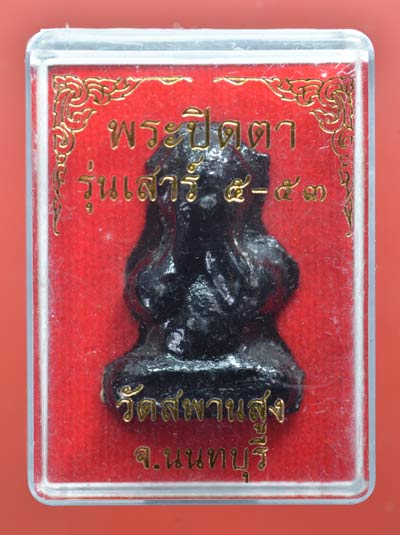 พระปิดตา
รุ่นเสาร์ ๕-๕๓
วัดสพานสูง
จ.นนทบุรี